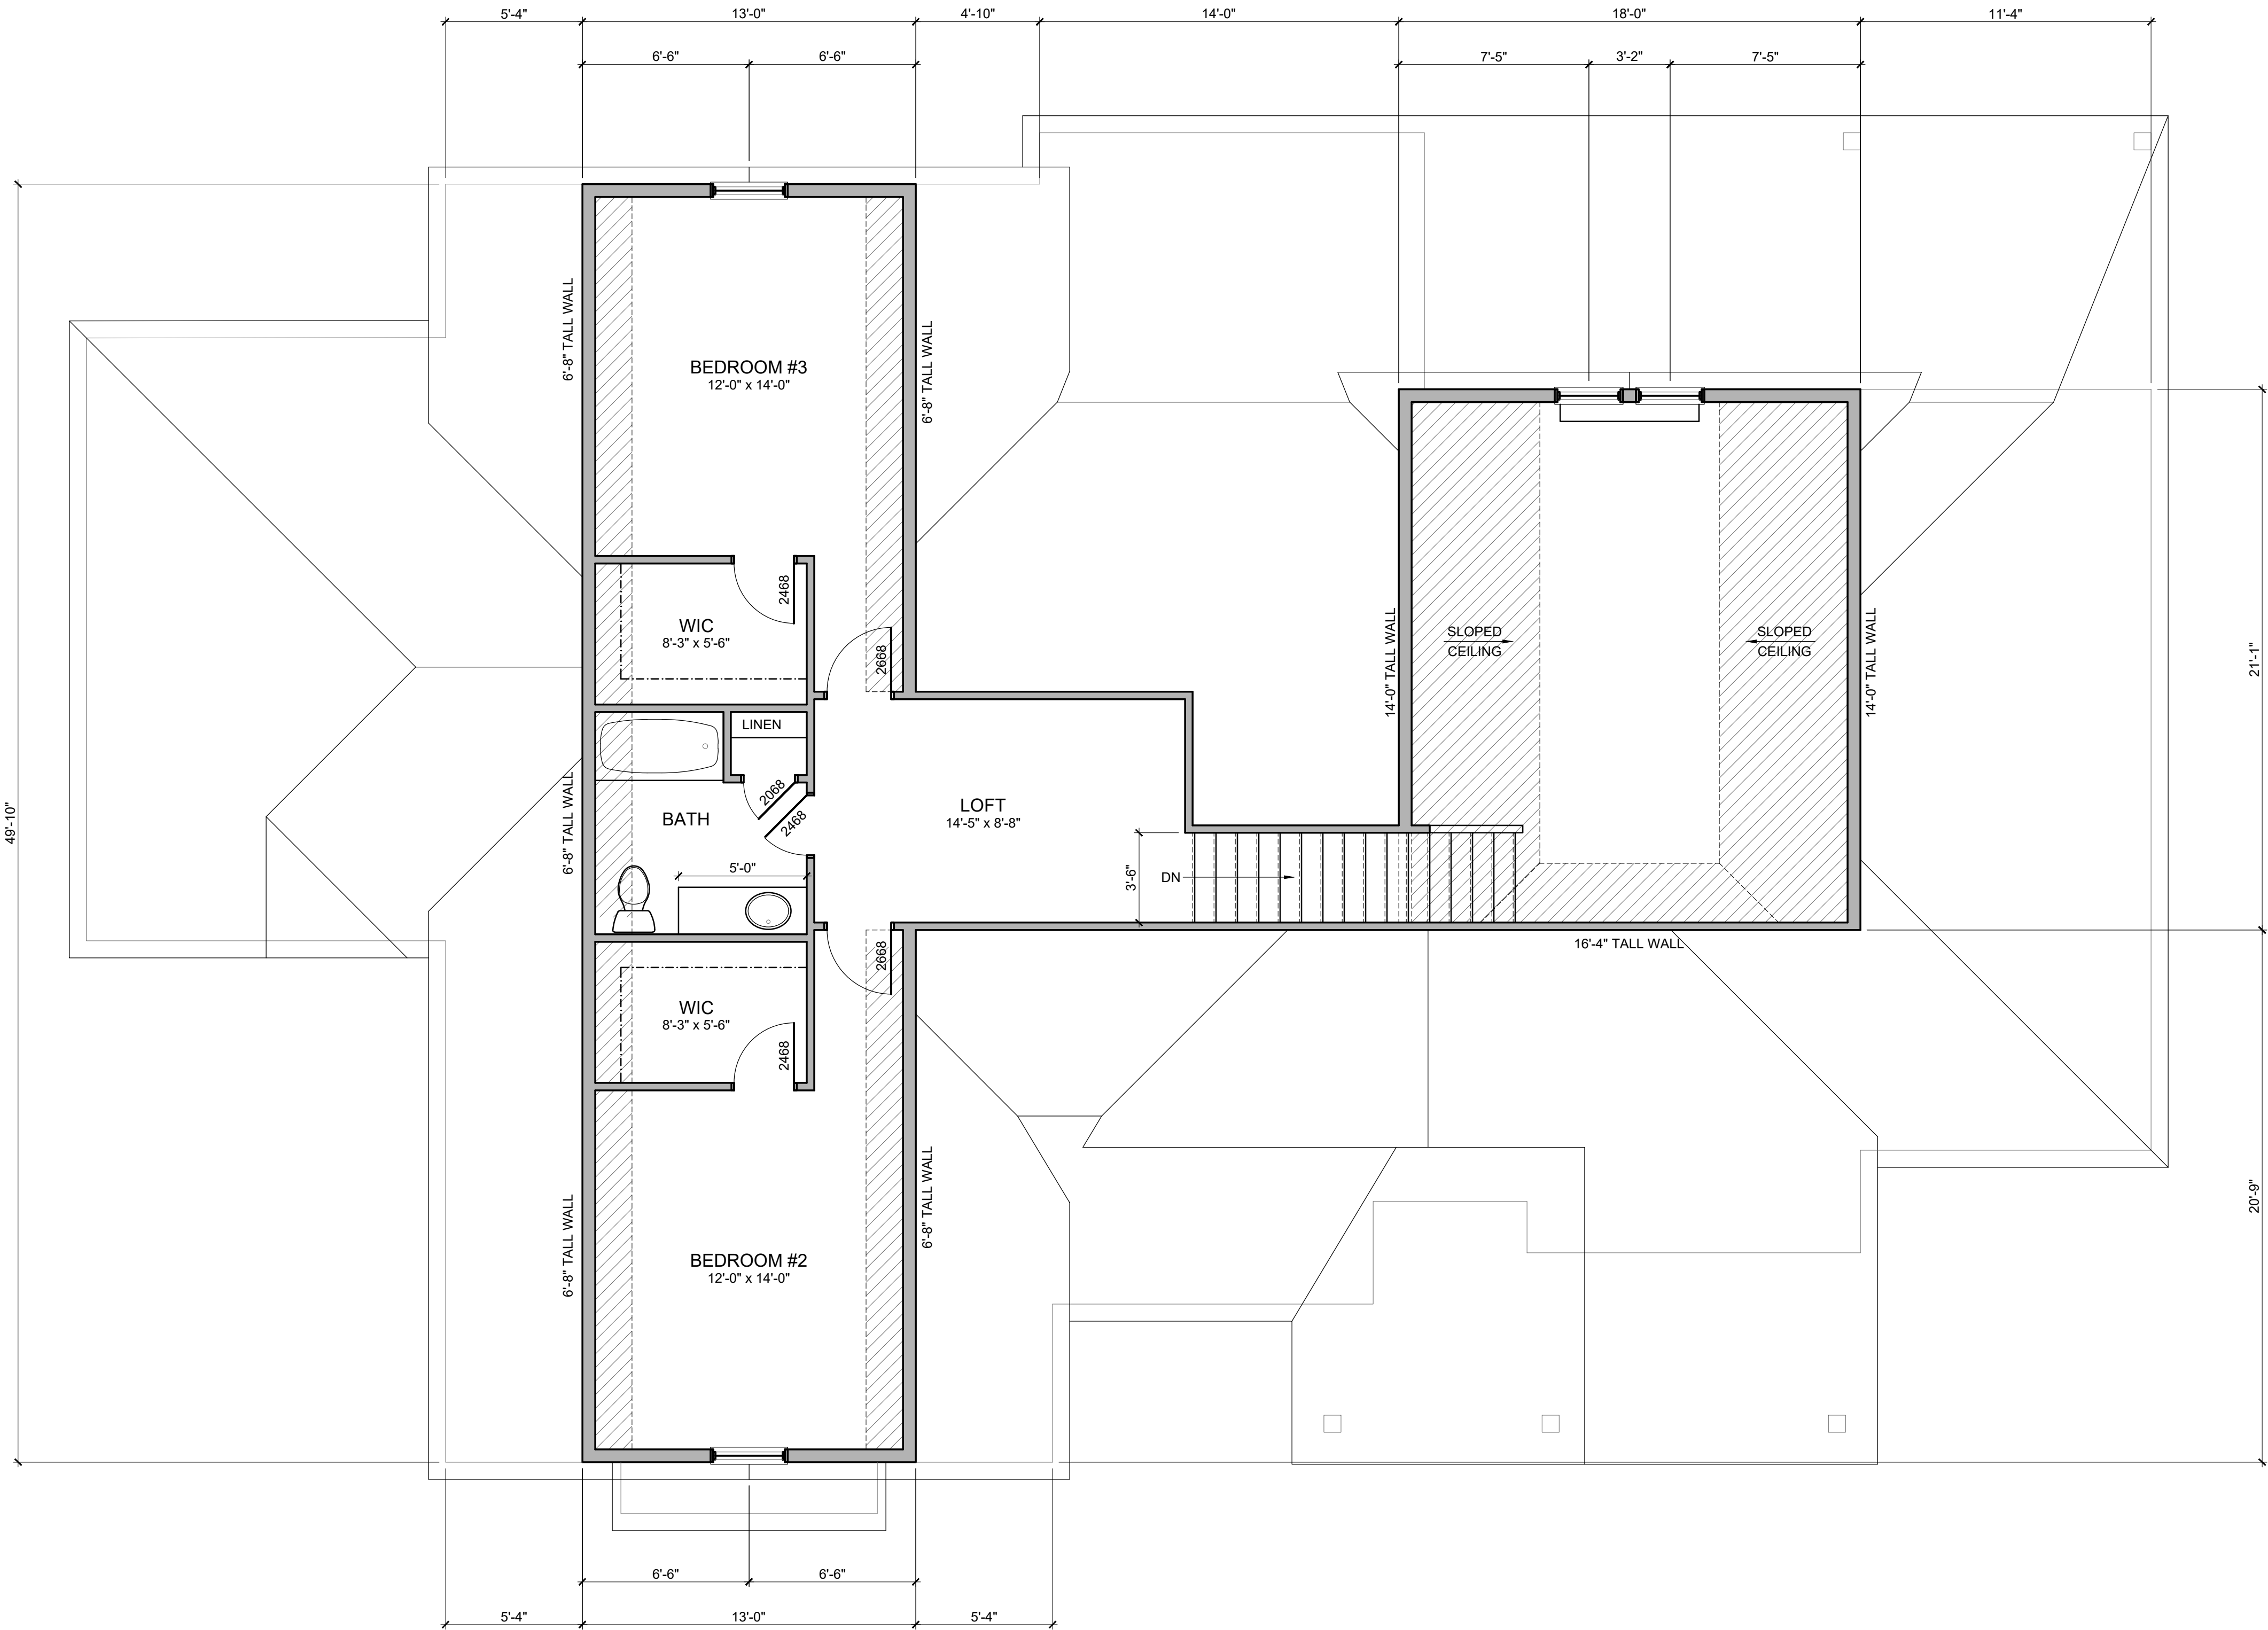 5'-4"
13'-0"
4'-10"
14'-0"
18'-0"
11'-4"
6'-6"
6'-6"
7'-5"
3'-2"
7'-5"
6'-8" TALL WALL
6'-8" TALL WALL
BEDROOM #3
12'-0" x 14'-0"
2468
WIC
8'-3" x 5'-6"
2668
14'-0" TALL WALL
SLOPED
CEILING
SLOPED
CEILING
14'-0" TALL WALL
21'-1"
LINEN
2068
2468
49'-10"
6'-8" TALL WALL
BATH
LOFT
14'-5" x 8'-8"
5'-0"
3'-6"
DN
16'-4" TALL WALL
2668
WIC
8'-3" x 5'-6"
2468
6'-8" TALL WALL
6'-8" TALL WALL
20'-9"
BEDROOM #2
12'-0" x 14'-0"
6'-6"
6'-6"
5'-4"
13'-0"
5'-4"